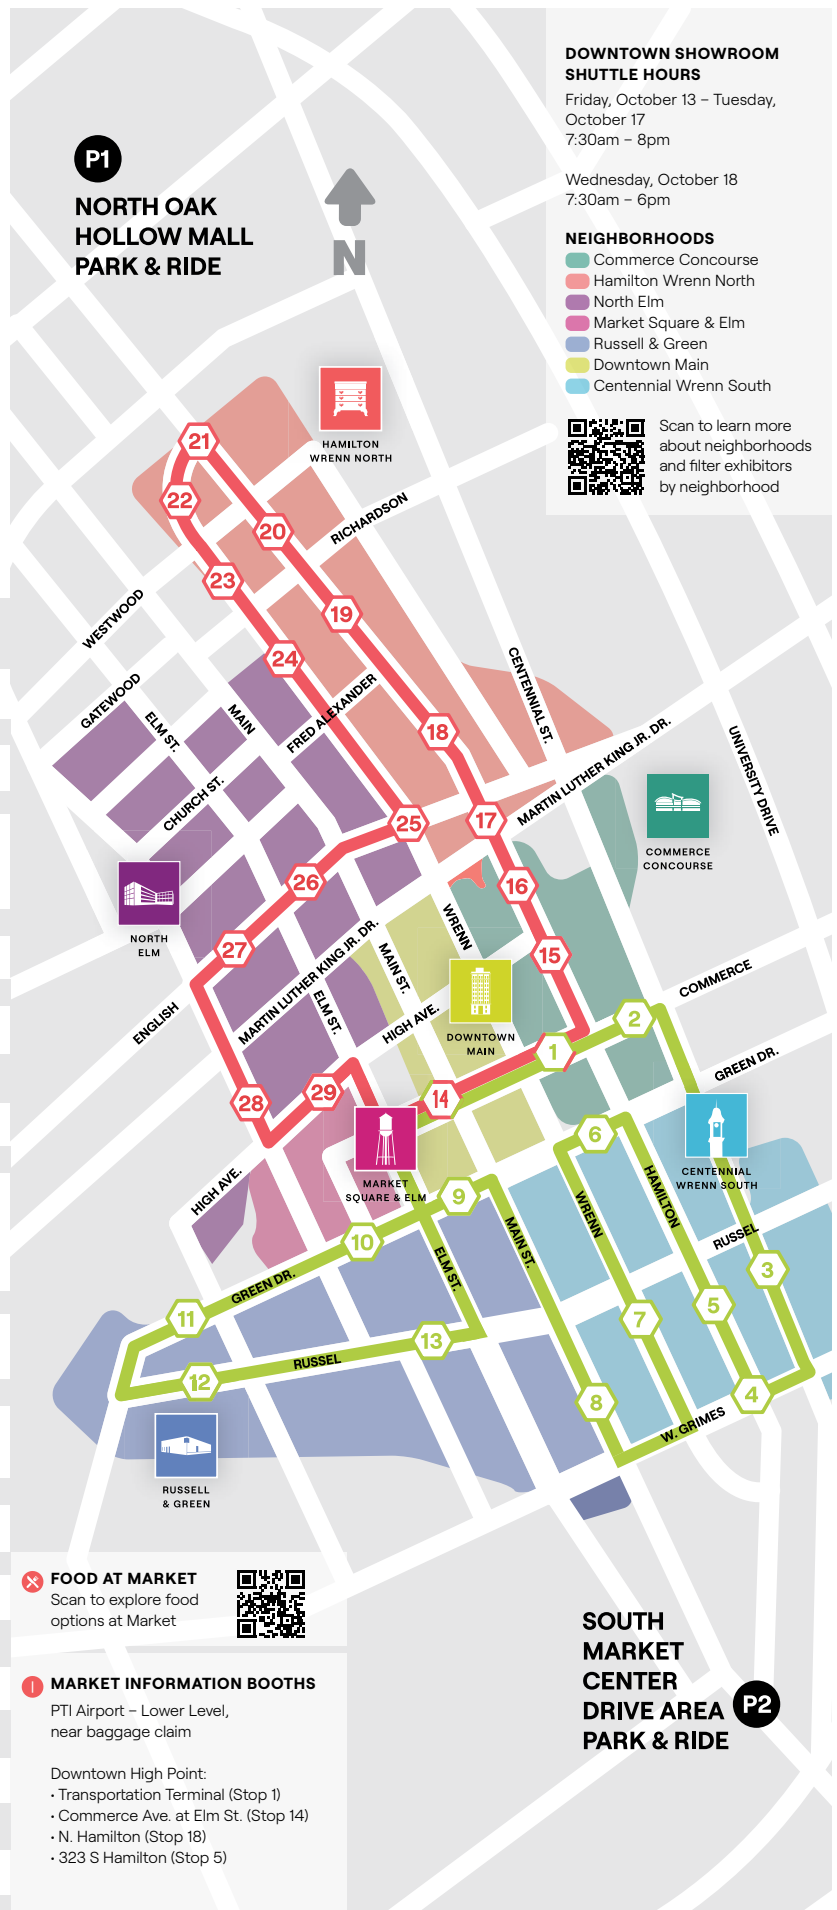 DOWNTOWN SHOWROOM
SHUTTLE HOURS
Friday, October 13 – Tuesday,
October 17
7:30am – 8pm
Wednesday, October 18
7:30am – 6pm
NEIGHBORHOODS
Commerce Concourse
Hamilton Wrenn North
North Elm
Market Square & Elm
Russell & Green
Downtown Main
Centennial Wrenn South
Scan to learn more
about neighborhoods
and filter exhibitors
by neighborhood
P1
NORTH OAK
HOLLOW MALL
PARK & RIDE
N
HAMILTON
WRENN NORTH
21
22
20
RICHARDSON
23
19
WESTWOOD
24
CENTENNIAL ST.
GATEWOOD
ELM ST.
MAIN
FRED ALEXANDER
18
MARTIN LUTHER KING JR. DR.
UNIVERSITY DRIVE
CHURCH ST.
25
17
COMMERCE
CONCOURSE
26
16
NORTH
ELM
27
WRENN
15
MARTIN LUTHER KING JR. DR.
MAIN ST.
ENGLISH
ELM ST.
HIGH AVE.
DOWNTOWN
MAIN
COMMERCE
2
1
GREEN DR.
28
29
14
6
HIGH AVE.
MARKET
SQUARE & ELM
CENTENNIAL
WRENN SOUTH
9
WRENN
HAMILTON
MAIN ST.
10
RUSSEL
ELM ST.
3
GREEN DR.
11
5
7
13
RUSSEL
12
4
8
W. GRIMES
RUSSELL
& GREEN
FOOD AT MARKET
Scan to explore food
options at Market
MARKET INFORMATION BOOTHS
PTI Airport – Lower Level,
near baggage claim
Downtown High Point:
• Transportation Terminal (Stop 1)
• Commerce Ave. at Elm St. (Stop 14)
• N. Hamilton (Stop 18)
• 323 S Hamilton (Stop 5)
SOUTH
MARKET
CENTER
DRIVE AREA
PARK & RIDE
P2